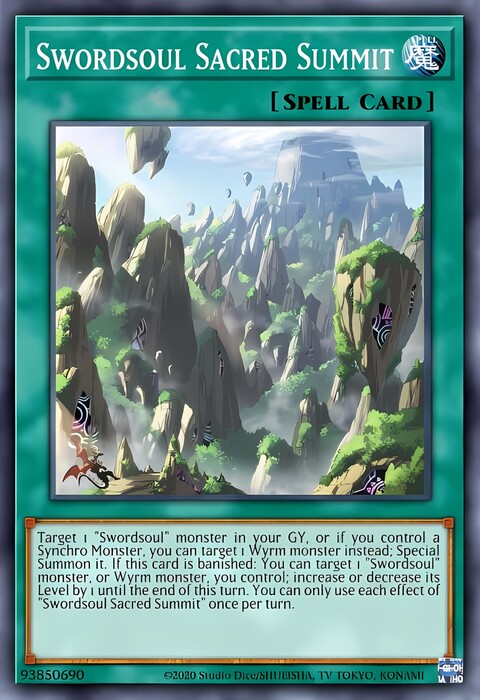 Swordsoul Sacred Summit 魔
[Spell Card]
Target 1 "Swordsoul" monster in your GY, or if you control a
Synchro Monster, you can target 1 Wyrm monster instead; Special
Summon it. If this card is banished: You can target 1 "Swordsoul"
monster, or Wyrm monster, you control; increase or decrease its
Level by 1 until the end of this turn. You can only use each effect of
"Swordsoul Sacred Summit" once per turn.
93850690 ©2020 Studio Dice/SHUEISHA, TV TOKYO, KONAMI